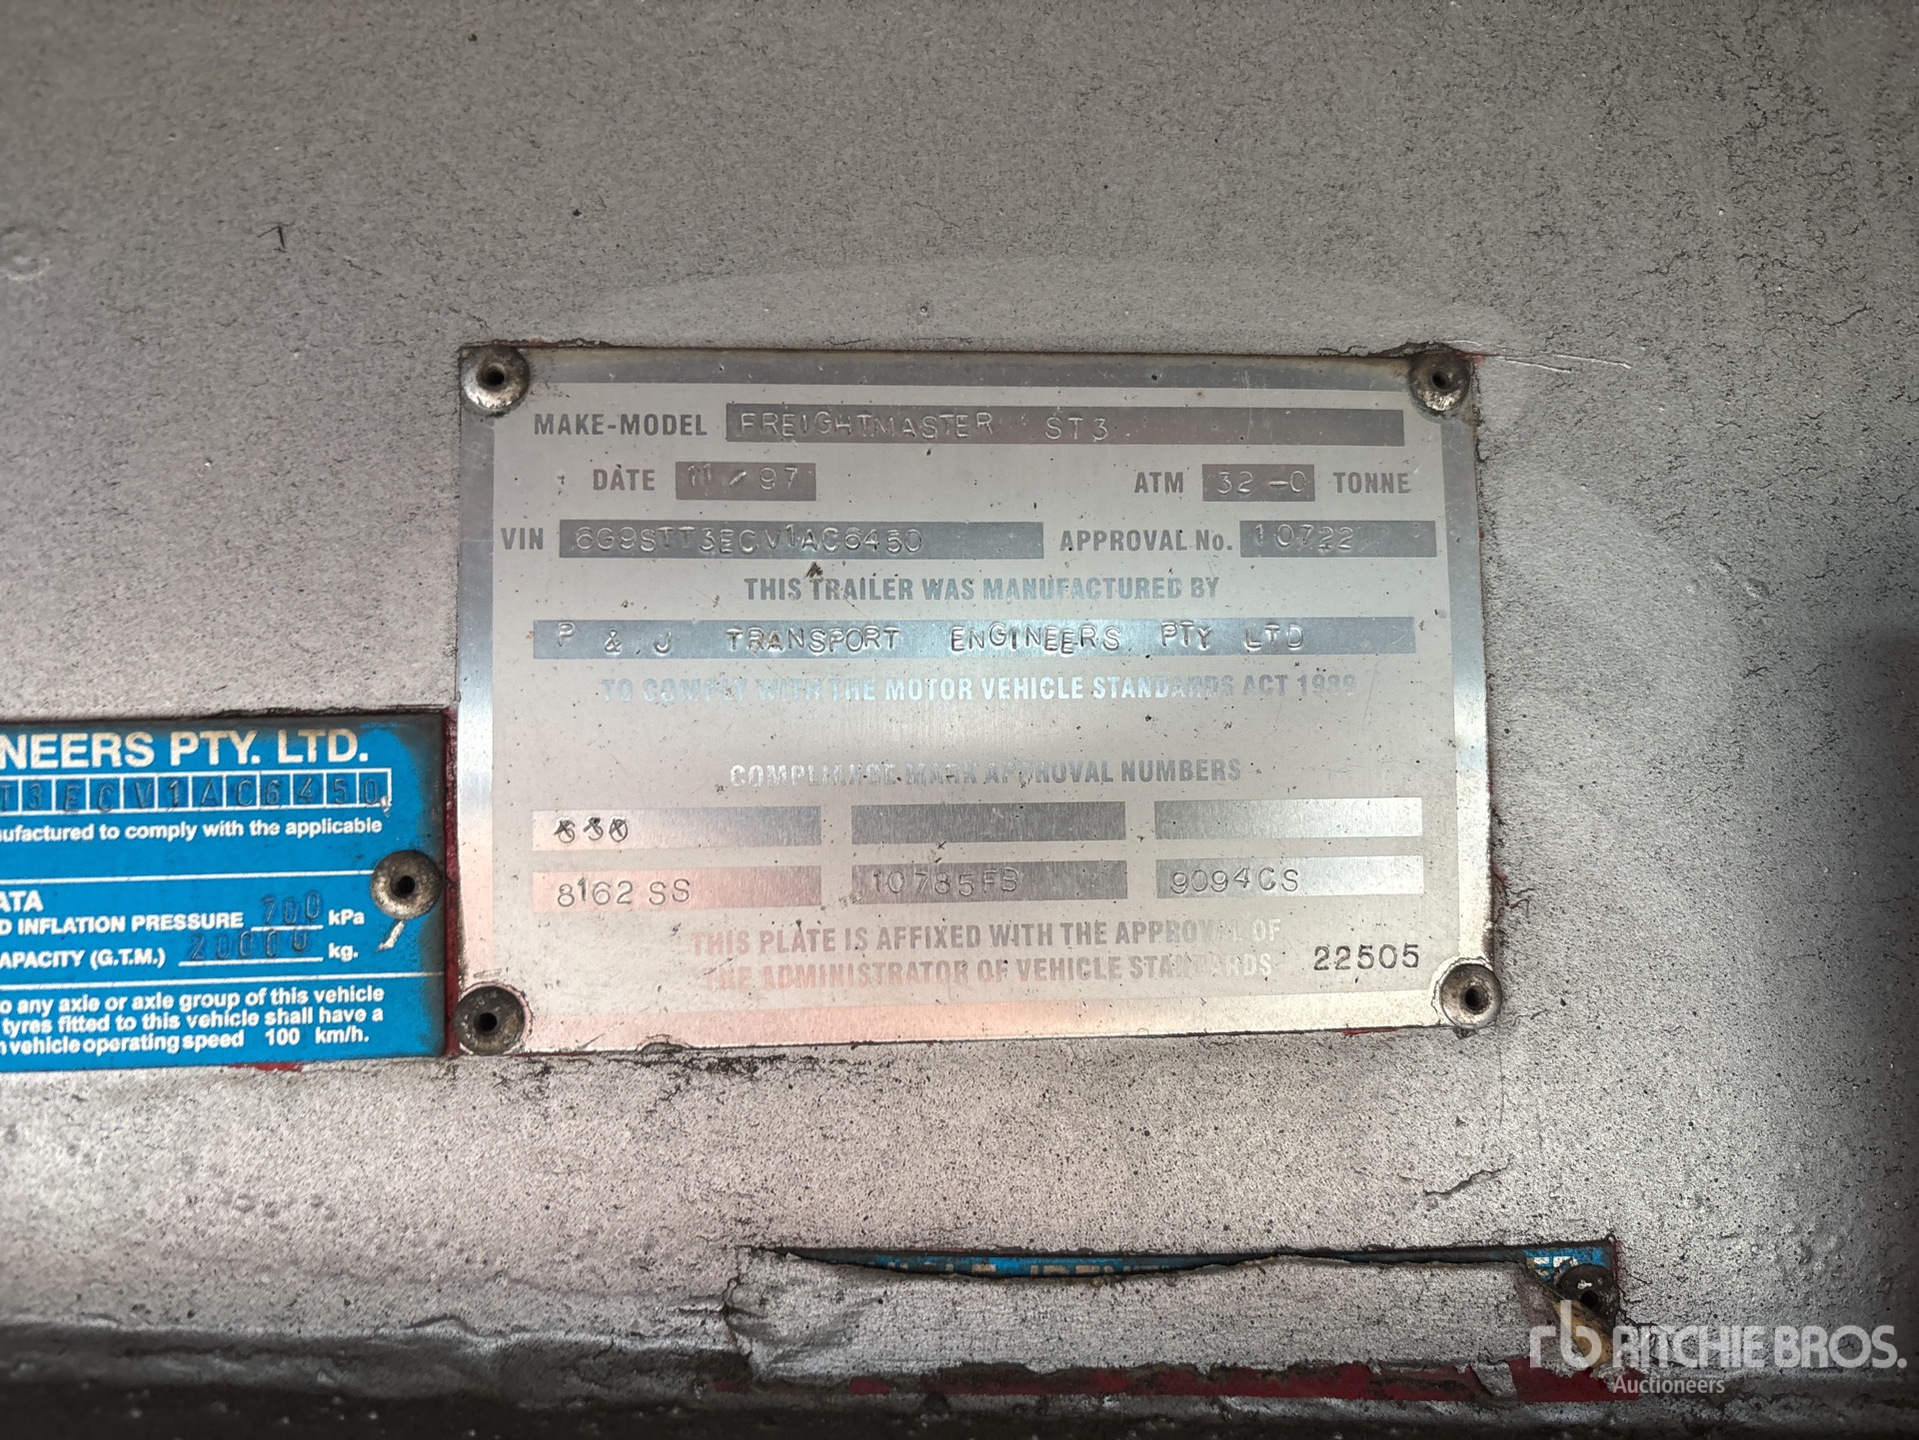 MAKE-MODEL FREIGHTMASTER ST3
DATE 11/97 ATM 32-0 TONNE
VIN 6G9STT3ECV1AC6450 APPROVAL No. 10722
THIS TRAILER WAS MANUFACTURED BY
P & J TRANSPORT ENGINEERS PTY LTD
TO COMPLY WITH THE MOTOR VEHICLE STANDARDS ACT 1989
COMPLIANCE MARK APPROVAL NUMBERS
8162SS 10785FB 9094CS
THIS PLATE IS AFFIXED WITH THE APPROVAL OF
THE ADMINISTRATOR OF VEHICLE STANDARDS 22505
NEERS PTY. LTD.
T3ECV1AC6450
ufactured to comply with the applicable
ATA
D INFLATION PRESSURE 700 kPa
APACITY (G.T.M.) 20000 kg.
o any axle or axle group of this vehicle
tyres fitted to this vehicle shall have a
vehicle operating speed 100 km/h.
rb RITCHIE BROS.
Auctioneers